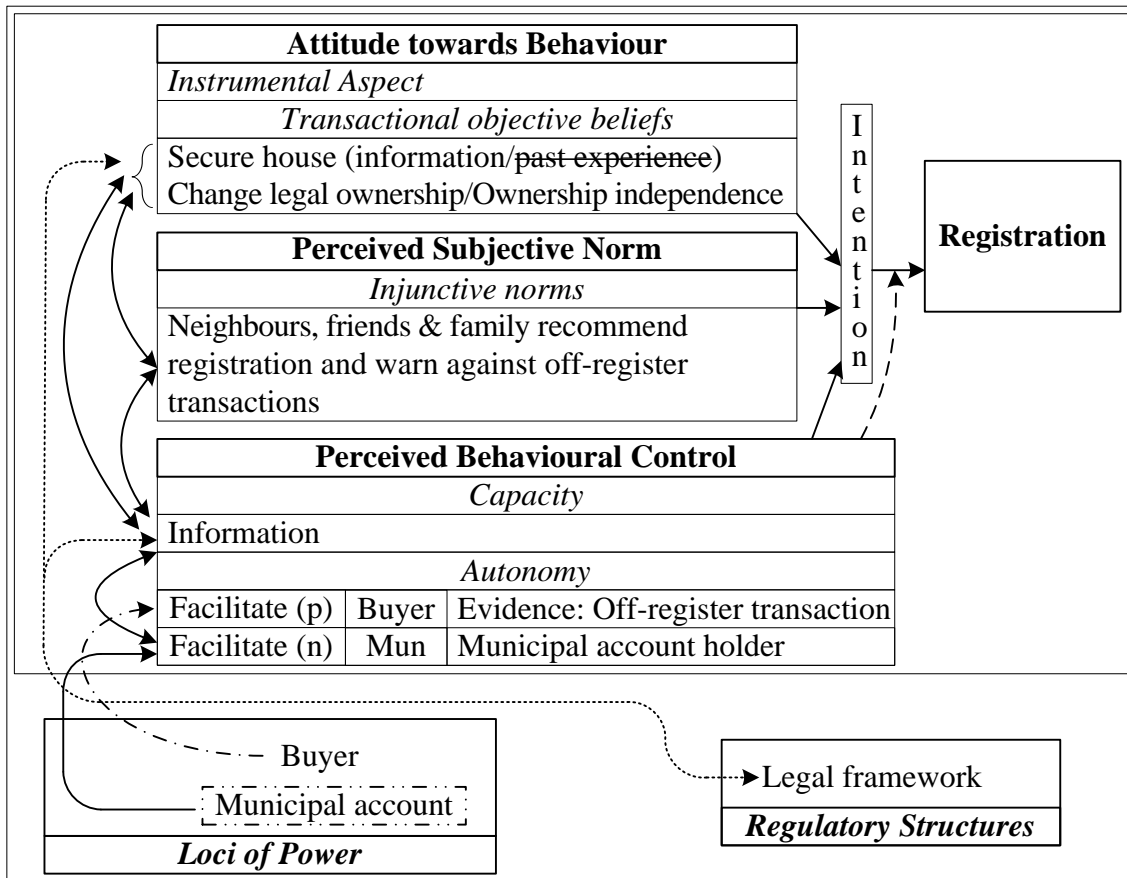 Attitude towards Behaviour
Instrumental Aspect
Transactional objective beliefs
Secure house (information/past experience)
Change legal ownership/Ownership independence
Perceived Subjective Norm
Injunctive norms
Neighbours, friends & family recommend
registration and warn against off-register
transactions
Perceived Behavioural Control
Capacity
Information
Autonomy
Facilitate (p) Buyer Evidence: Off-register transaction
Facilitate (n) Mun Municipal account holder
Intention
Registration
Buyer
Municipal account
Loci of Power
Legal framework
Regulatory Structures